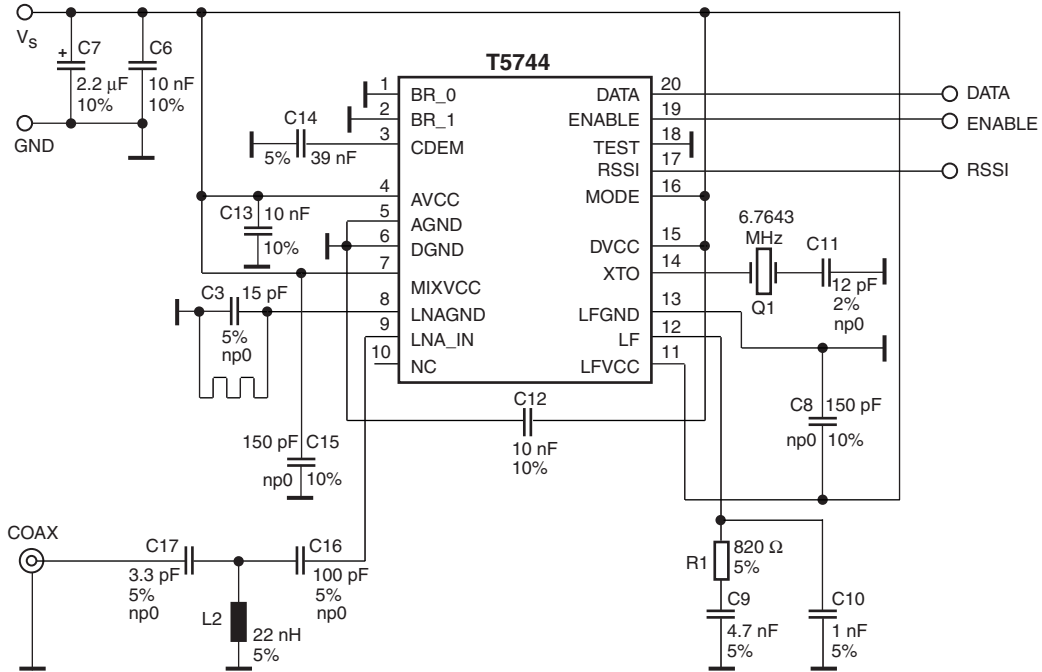 V_S
+ C7
2.2 μF
10%
C6
10 nF
10%
GND
T5744
1 BR_0
2 BR_1
3 CDEM
4 AVCC
5 AGND
6 DGND
7 MIXVCC
8 LNAGND
9 LNA_IN
10 NC
DATA 20
ENABLE 19
TEST 18
RSSI 17
MODE 16
DVCC 15
XTO 14
LFGND 13
LF 12
LFVCC 11
DATA
ENABLE
RSSI
C14
5% 39 nF
C13 10 nF
10%
C3 15 pF
5%
np0
6.7643
MHz
Q1
C11
12 pF
2%
np0
C12
10 nF
10%
C8 150 pF
np0 10%
150 pF C15
np0 10%
COAX
C17
3.3 pF
5%
np0
C16
100 pF
5%
np0
L2
22 nH
5%
R1 820 Ω
5%
C9
4.7 nF
5%
C10
1 nF
5%